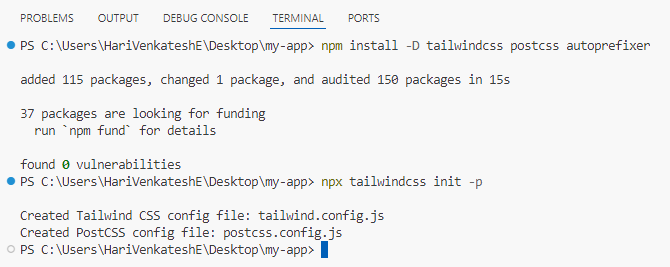 PROBLEMS OUTPUT DEBUG CONSOLE TERMINAL PORTS
PS C:\Users\HariVenkateshE\Desktop\my-app> npm install -D tailwindcss postcss autoprefixer
added 115 packages, changed 1 package, and audited 150 packages in 15s
37 packages are looking for funding
run `npm fund` for details
found 0 vulnerabilities
PS C:\Users\HariVenkateshE\Desktop\my-app> npx tailwindcss init -p
Created Tailwind CSS config file: tailwind.config.js
Created PostCSS config file: postcss.config.js
PS C:\Users\HariVenkateshE\Desktop\my-app>